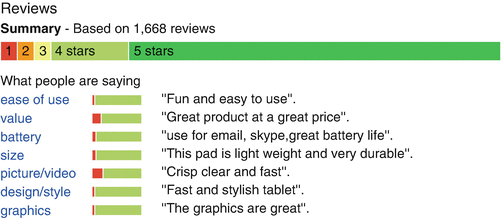 Reviews
Summary - Based on 1,668 reviews
1 2 3 4 stars 5 stars
What people are saying
ease of use "Fun and easy to use".
value "Great product at a great price".
battery "use for email, skype,great battery life".
size "This pad is light weight and very durable".
picture/video "Crisp clear and fast".
design/style "Fast and stylish tablet".
graphics "The graphics are great".